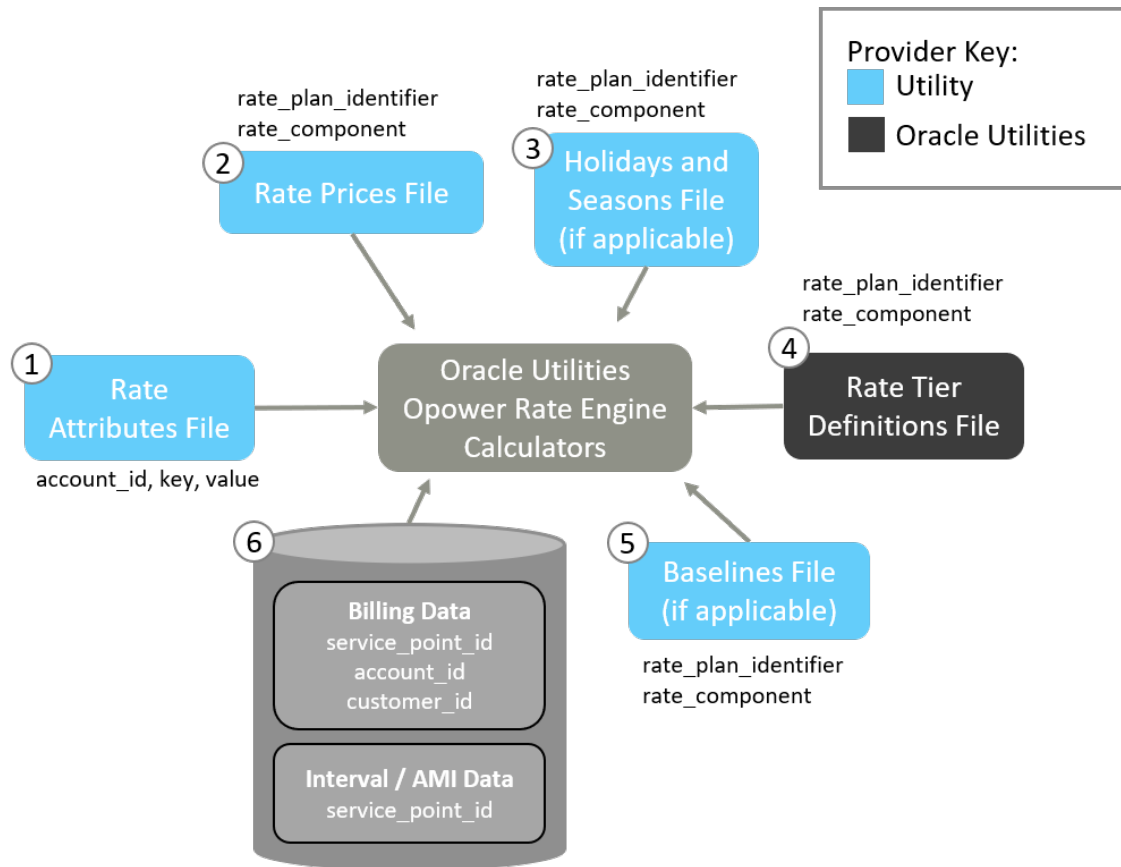 Provider Key:
Utility
Oracle Utilities
rate_plan_identifier
rate_component
2
Rate Prices File
rate_plan_identifier
rate_component
3
Holidays and
Seasons File
(if applicable)
rate_plan_identifier
rate_component
4
Rate Tier
Definitions File
1
Rate
Attributes File
account_id, key, value
Oracle Utilities
Opower Rate Engine
Calculators
6
Billing Data
service_point_id
account_id
customer_id
Interval / AMI Data
service_point_id
5
Baselines File
(if applicable)
rate_plan_identifier
rate_component